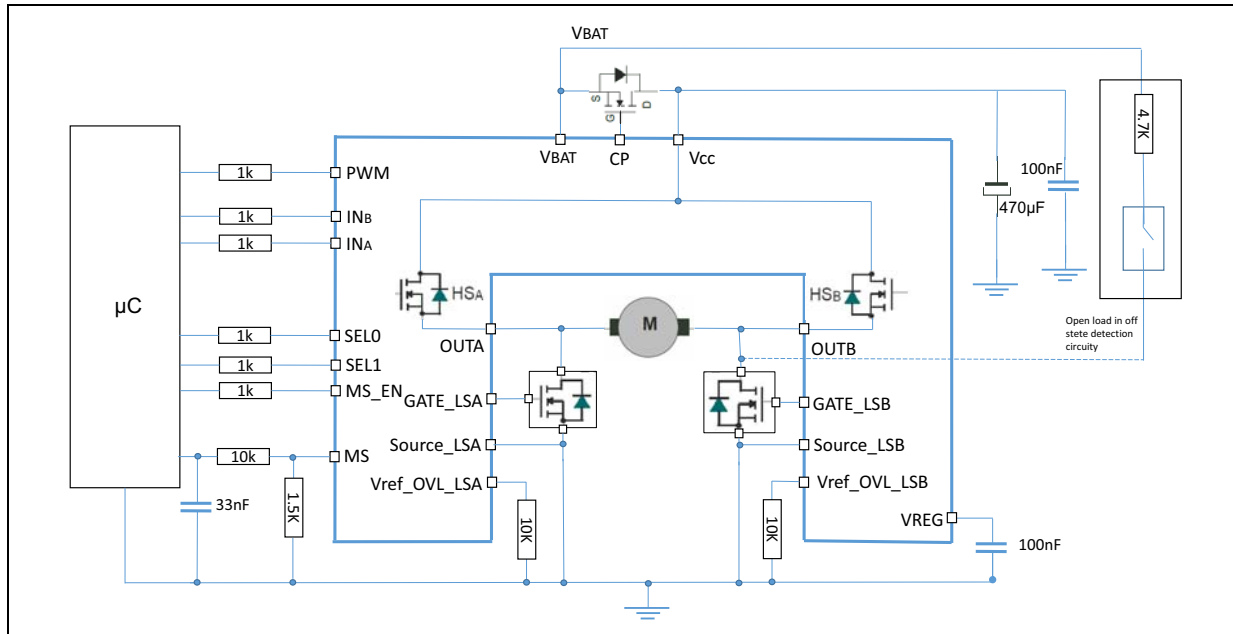 VBAT
S
D
G
VBAT
CP
Vcc
4.7K
100nF
470µF
1k
PWM
1k
INB
1k
INA
µC
HSA
HSB
M
OUTA
OUTB
Open load in off
stete detection
circuity
1k
SEL0
1k
SEL1
1k
MS_EN
GATE_LSA
GATE_LSB
Source_LSA
Source_LSB
10k
MS
Vref_OVL_LSA
Vref_OVL_LSB
33nF
1.5K
10K
10K
VREG
100nF